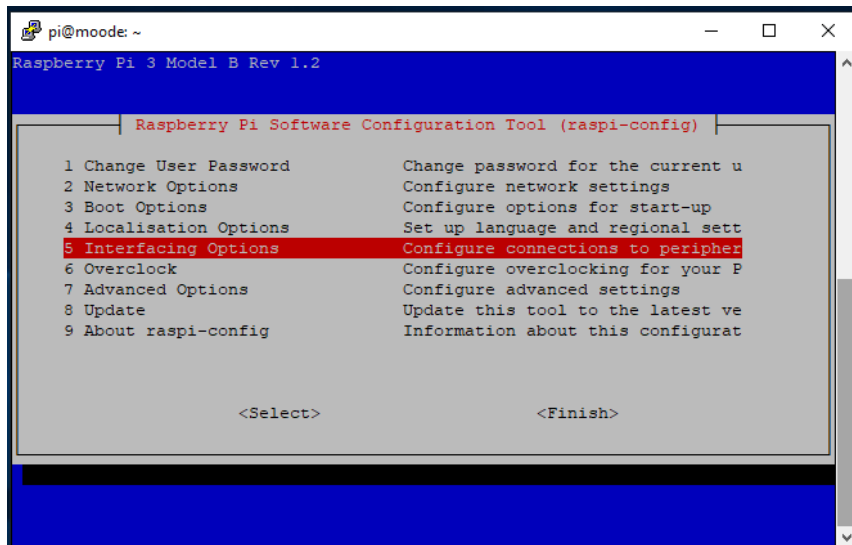 pi@moode: ~
Raspberry Pi 3 Model B Rev 1.2
Raspberry Pi Software Configuration Tool (raspi-config)
1 Change User Password Change password for the current u
2 Network Options Configure network settings
3 Boot Options Configure options for start-up
4 Localisation Options Set up language and regional sett
5 Interfacing Options Configure connections to peripher
6 Overclock Configure overclocking for your P
7 Advanced Options Configure advanced settings
8 Update Update this tool to the latest ve
9 About raspi-config Information about this configurat
<Select> <Finish>